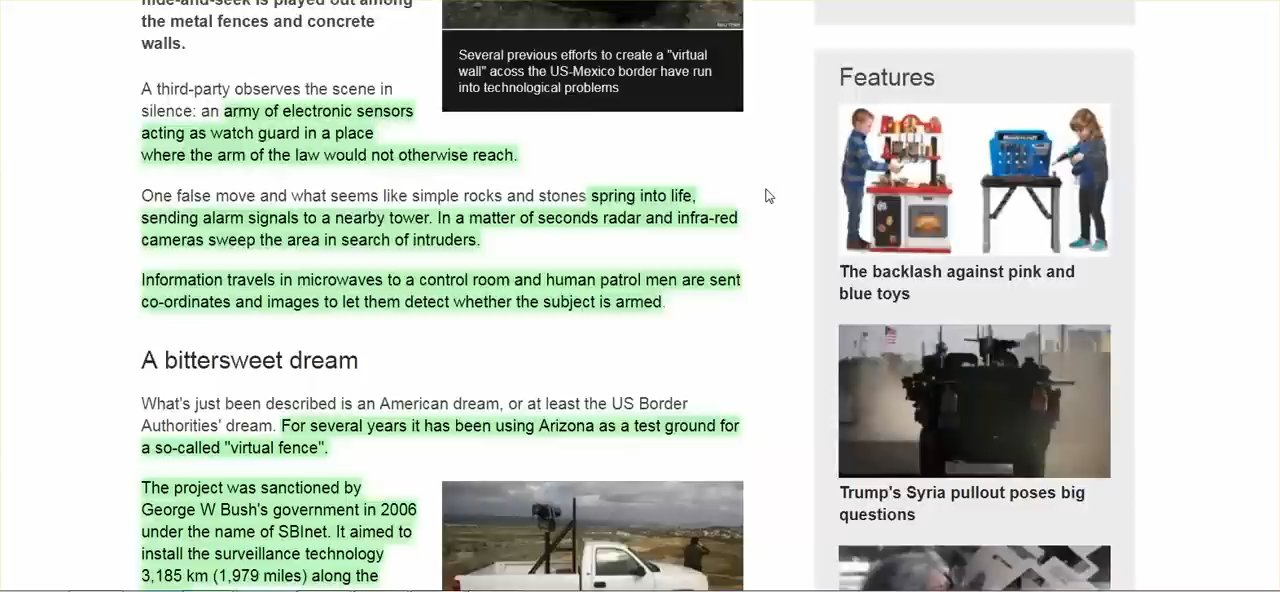 hide-and-seek is played out among
the metal fences and concrete
walls.
Several previous efforts to create a "virtual
wall" acoss the US-Mexico border have run
into technological problems
A third-party observes the scene in
silence: an army of electronic sensors
acting as watch guard in a place
where the arm of the law would not otherwise reach.
One false move and what seems like simple rocks and stones spring into life,
sending alarm signals to a nearby tower. In a matter of seconds radar and infra-red
cameras sweep the area in search of intruders.
Information travels in microwaves to a control room and human patrol men are sent
co-ordinates and images to let them detect whether the subject is armed.
A bittersweet dream
What's just been described is an American dream, or at least the US Border
Authorities' dream. For several years it has been using Arizona as a test ground for
a so-called "virtual fence".
The project was sanctioned by
George W Bush's government in 2006
under the name of SBInet. It aimed to
install the surveillance technology
3,185 km (1,979 miles) along the
Features
The backlash against pink and
blue toys
Trump's Syria pullout poses big
questions